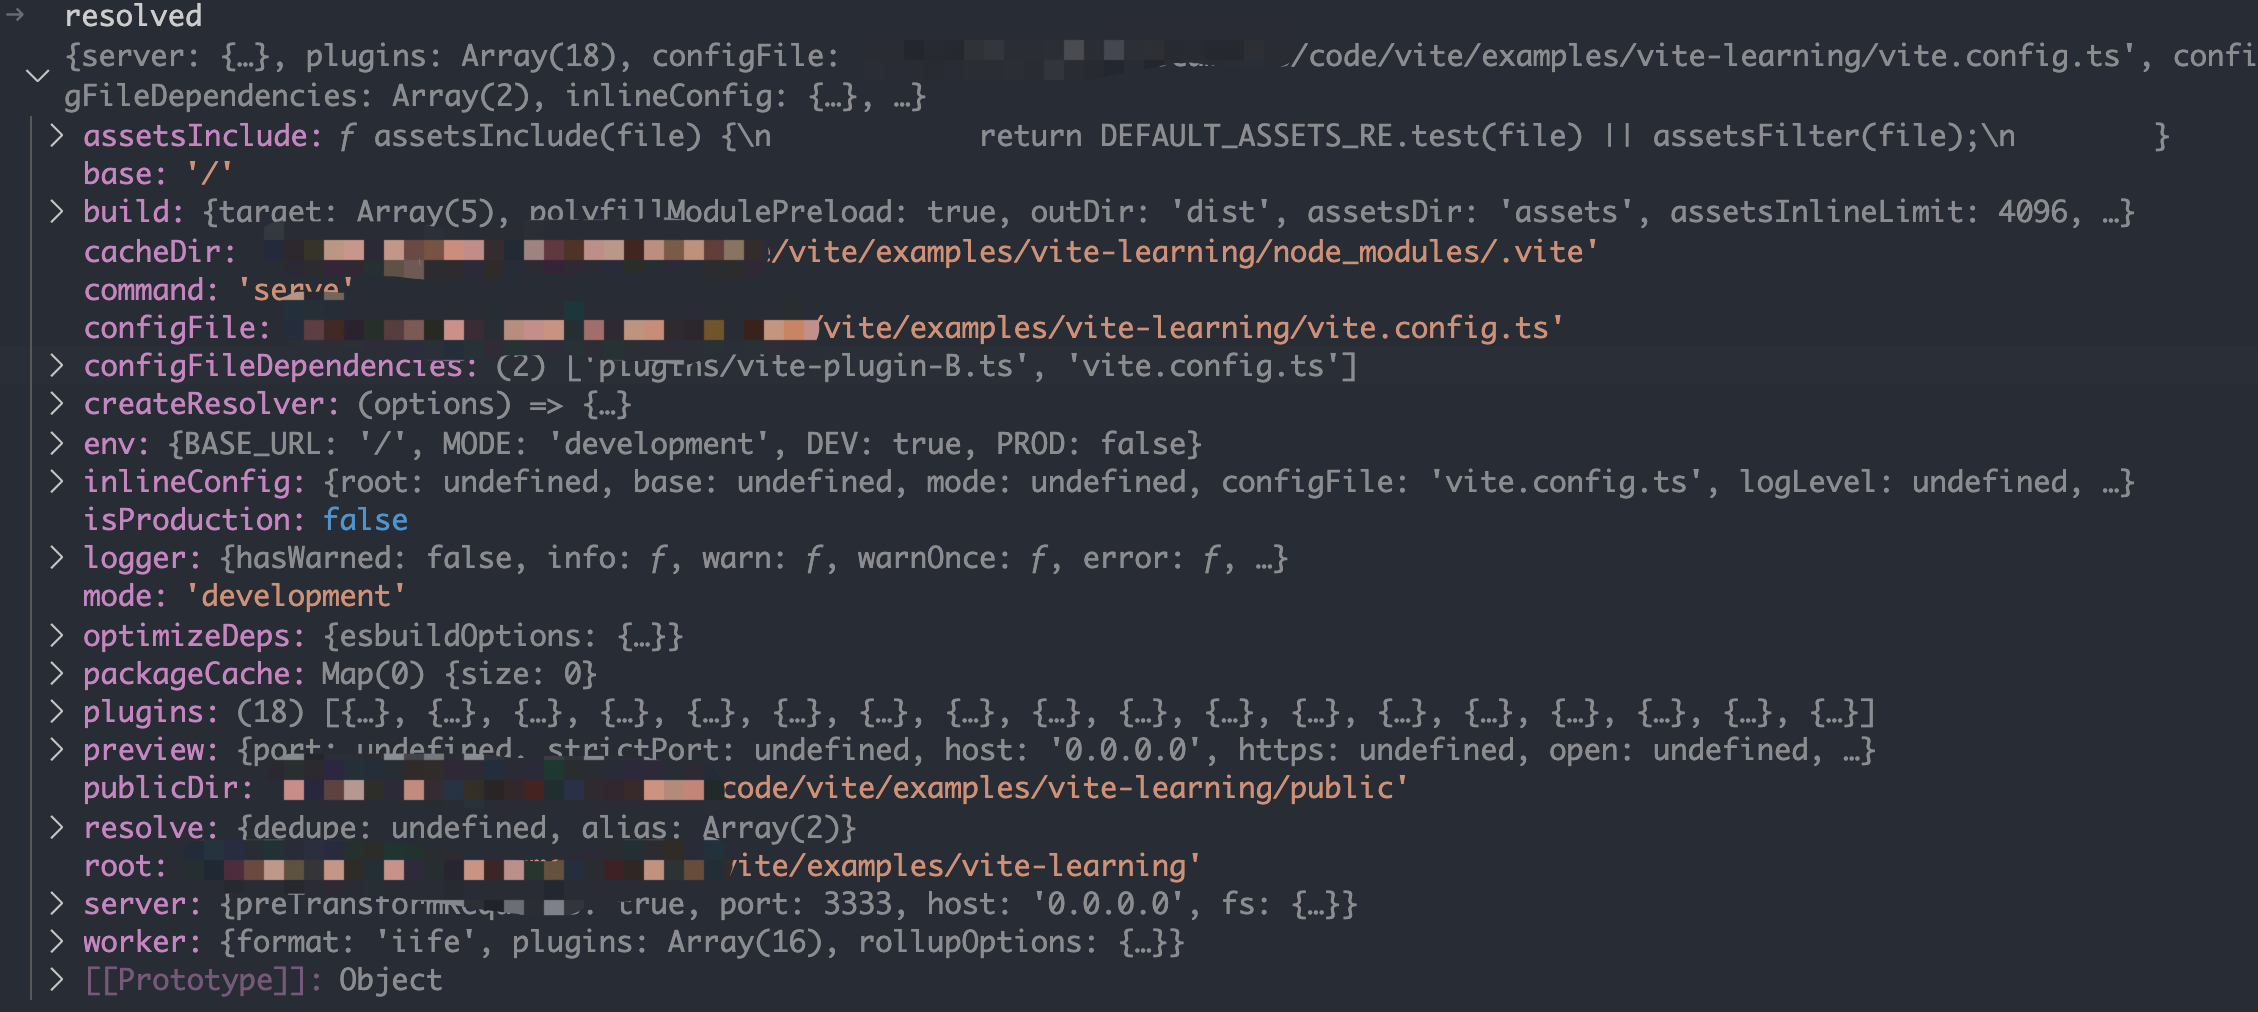 resolved
{server: {…}, plugins: Array(18), configFile: /code/vite/examples/vite-learning/vite.config.ts', confi
gFileDependencies: Array(2), inlineConfig: {…}, …}
assetsInclude: ƒ assetsInclude(file) {\n            return DEFAULT_ASSETS_RE.test(file) || assetsFilter(file);\n        }
base: '/'
build: {target: Array(5), polyfillModulePreload: true, outDir: 'dist', assetsDir: 'assets', assetsInlineLimit: 4096, …}
cacheDir: /vite/examples/vite-learning/node_modules/.vite'
command: 'serve'
configFile: /vite/examples/vite-learning/vite.config.ts'
configFileDependencies: (2) ['plugins/vite-plugin-B.ts', 'vite.config.ts']
createResolver: (options) => {…}
env: {BASE_URL: '/', MODE: 'development', DEV: true, PROD: false}
inlineConfig: {root: undefined, base: undefined, mode: undefined, configFile: 'vite.config.ts', logLevel: undefined, …}
isProduction: false
logger: {hasWarned: false, info: ƒ, warn: ƒ, warnOnce: ƒ, error: ƒ, …}
mode: 'development'
optimizeDeps: {esbuildOptions: {…}}
packageCache: Map(0) {size: 0}
plugins: (18) [{…}, {…}, {…}, {…}, {…}, {…}, {…}, {…}, {…}, {…}, {…}, {…}, {…}, {…}, {…}, {…}, {…}, {…}]
preview: {port: undefined, strictPort: undefined, host: '0.0.0.0', https: undefined, open: undefined, …}
publicDir: code/vite/examples/vite-learning/public'
resolve: {dedupe: undefined, alias: Array(2)}
root: vite/examples/vite-learning'
server: {preTransformRequests: true, port: 3333, host: '0.0.0.0', fs: {…}}
worker: {format: 'iife', plugins: Array(16), rollupOptions: {…}}
[[Prototype]]: Object